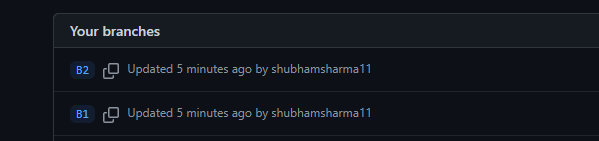 Your branches
B2 Updated 5 minutes ago by shubhamsharma11
B1 Updated 5 minutes ago by shubhamsharma11